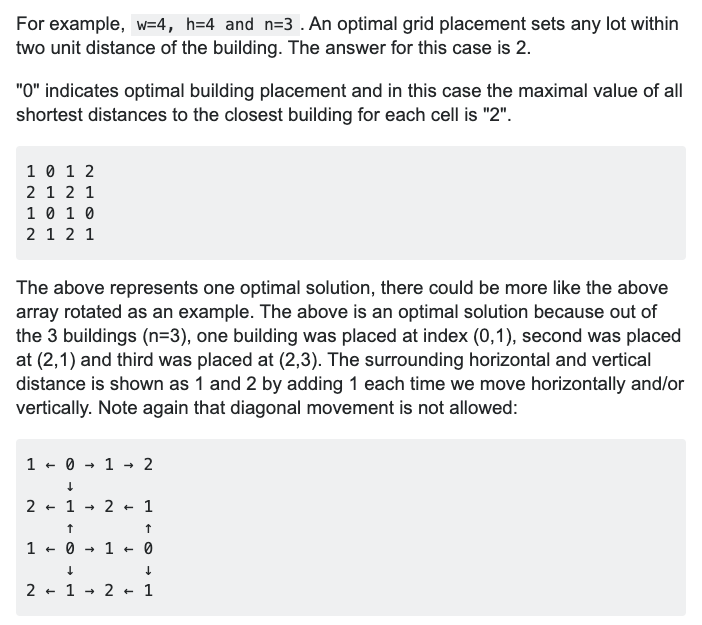 For example, w=4, h=4 and n=3 . An optimal grid placement sets any lot within
two unit distance of the building. The answer for this case is 2.
"0" indicates optimal building placement and in this case the maximal value of all
shortest distances to the closest building for each cell is "2".
1 0 1 2
2 1 2 1
1 0 1 0
2 1 2 1
The above represents one optimal solution, there could be more like the above
array rotated as an example. The above is an optimal solution because out of
the 3 buildings (n=3), one building was placed at index (0,1), second was placed
at (2,1) and third was placed at (2,3). The surrounding horizontal and vertical
distance is shown as 1 and 2 by adding 1 each time we move horizontally and/or
vertically. Note again that diagonal movement is not allowed:
1 ← 0 → 1 → 2
↓
2 ← 1 → 2 ← 1
↑ ↑
1 ← 0 → 1 ← 0
↓ ↓
2 ← 1 → 2 ← 1